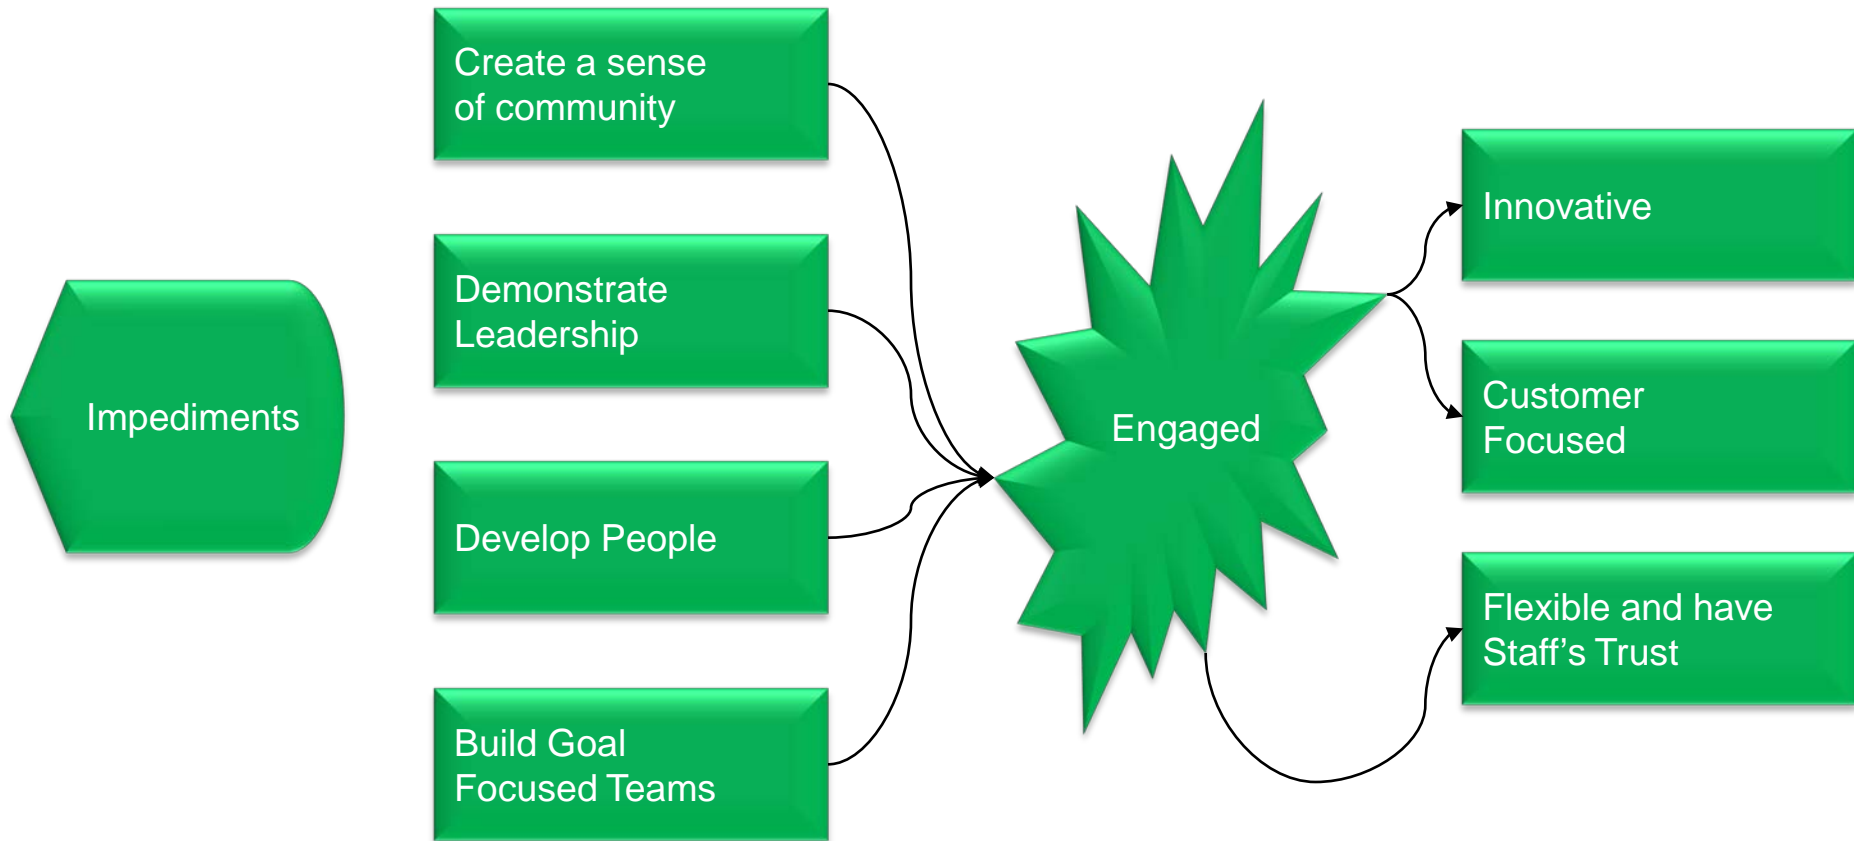 Impediments
Create a sense
of community
Demonstrate
Leadership
Develop People
Build Goal
Focused Teams
Engaged
Innovative
Customer
Focused
Flexible and have
Staff’s Trust